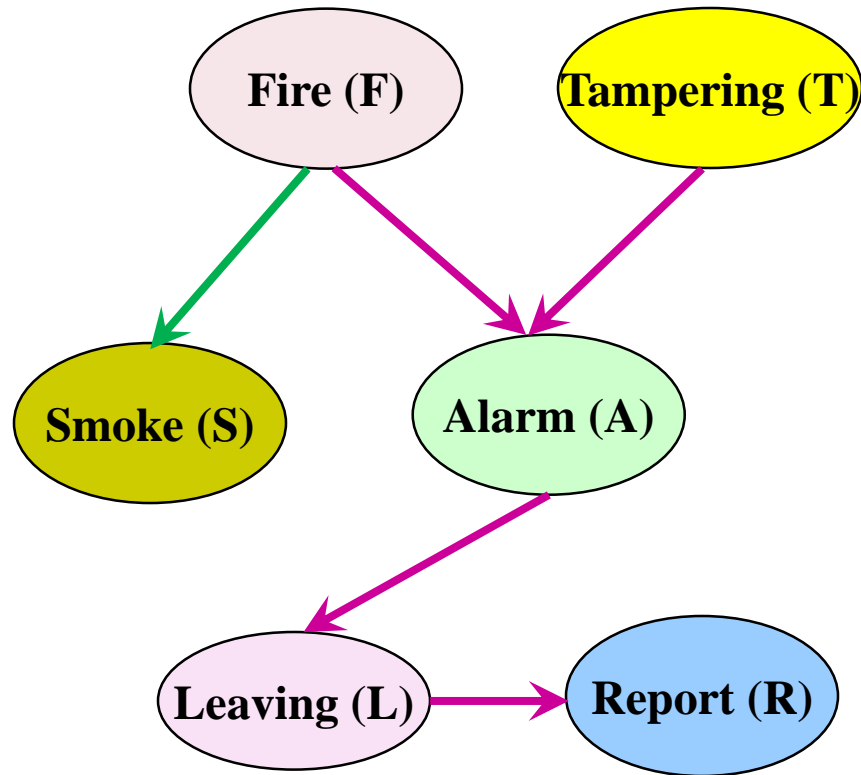 Fire (F)
Tampering (T)
Smoke (S)
Alarm (A)
Leaving (L)
Report (R)